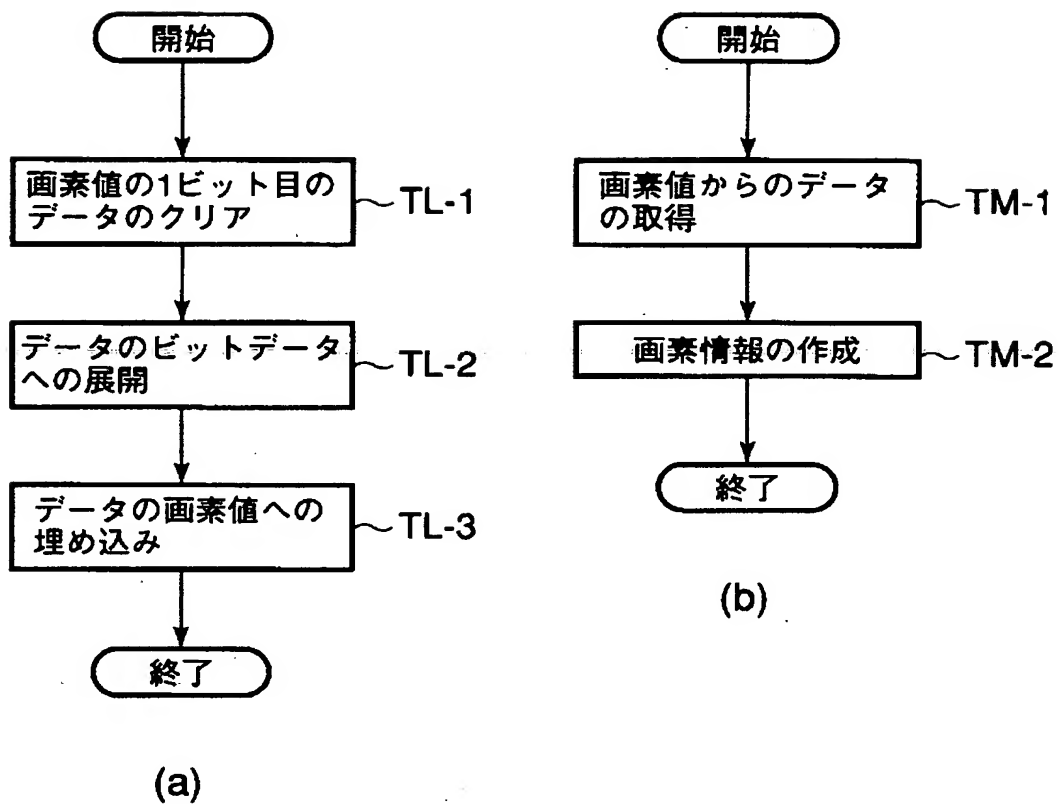 開始
画素値の1ビット目の
データのクリア
TL-1
データのビットデータ
への展開
TL-2
データの画素値への
埋め込み
TL-3
終了
(a)
開始
画素値からのデータ
の取得
TM-1
画素情報の作成
TM-2
終了
(b)